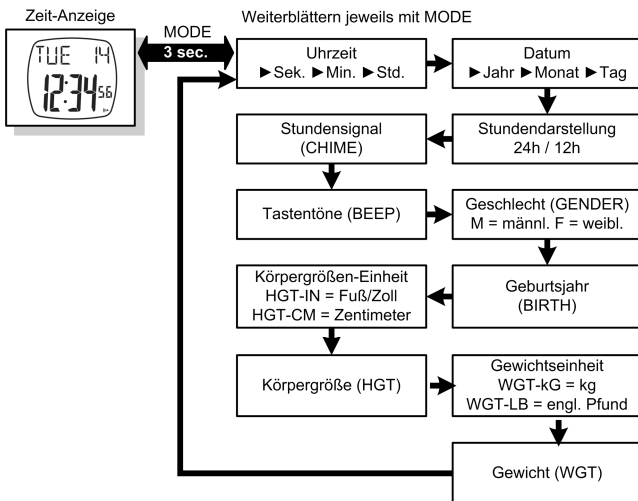 Zeit-Anzeige
TUE 14
12:34 56
MODE
3 sec.
Weiterblättern jeweils mit MODE
Uhrzeit
►Sek. ►Min. ►Std.
Datum
►Jahr ►Monat ►Tag
Stundendarstellung
24h / 12h
Stundensignal
(CHIME)
Tastentöne (BEEP)
Geschlecht (GENDER)
M = männl. F = weibl.
Geburtsjahr
(BIRTH)
Körpergrößen-Einheit
HGT-IN = Fuß/Zoll
HGT-CM = Zentimeter
Körpergröße (HGT)
Gewichtseinheit
WGT-kG = kg
WGT-LB = engl. Pfund
Gewicht (WGT)